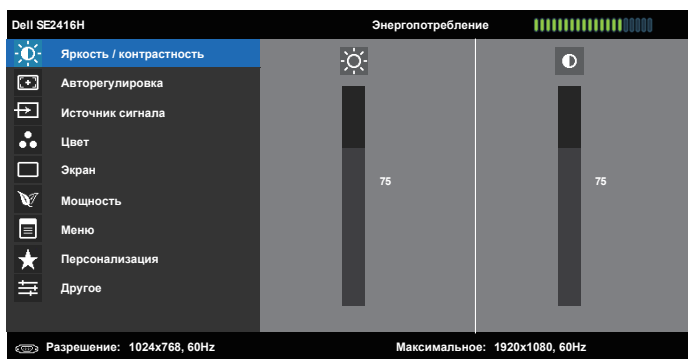 Dell SE2416H
Энергопотребление
Яркость / контрастность
Авторегулировка
Источник сигнала
Цвет
Экран
Мощность
Меню
Персонализация
Другое
75
75
Разрешение: 1024x768, 60Hz
Максимальное: 1920x1080, 60Hz